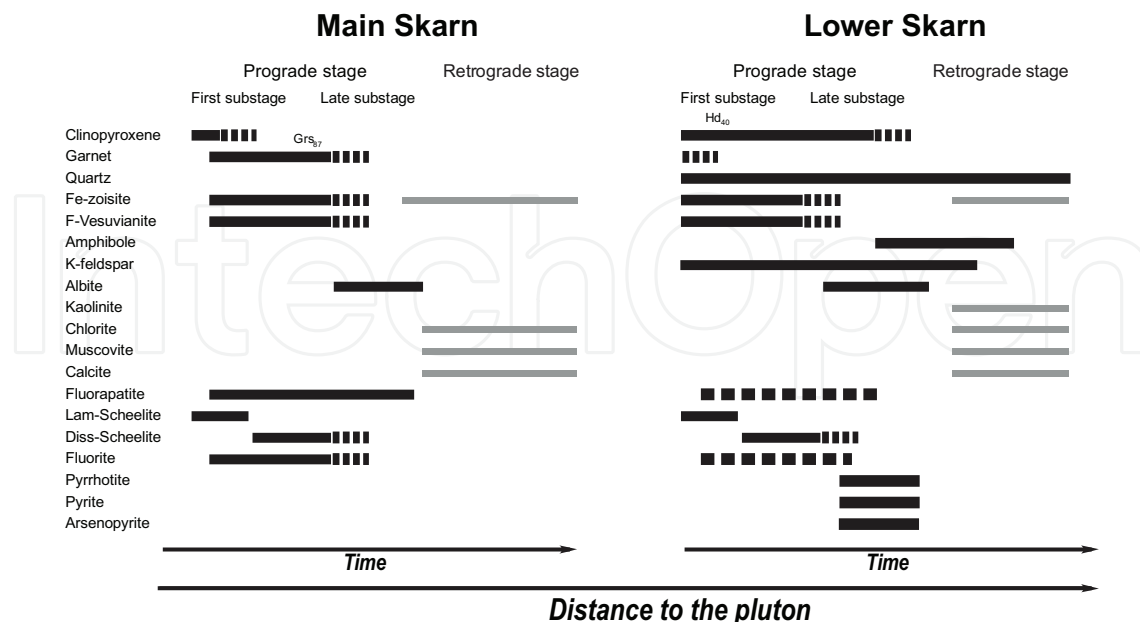 Main Skarn Lower Skarn
Prograde stage Retrograde stage Prograde stage Retrograde stage
First substage Late substage First substage Late substage
Hd40
Clinopyroxene
Grs87
Garnet
Quartz
Fe-zoisite
F-Vesuvianite
Amphibole
K-feldspar
Albite
Kaolinite
Chlorite
Muscovite
Calcite
Fluorapatite
Lam-Scheelite
Diss-Scheelite
Fluorite
Pyrrhotite
Pyrite
Arsenopyrite
Time Time
Distance to the pluton
IntechOpen